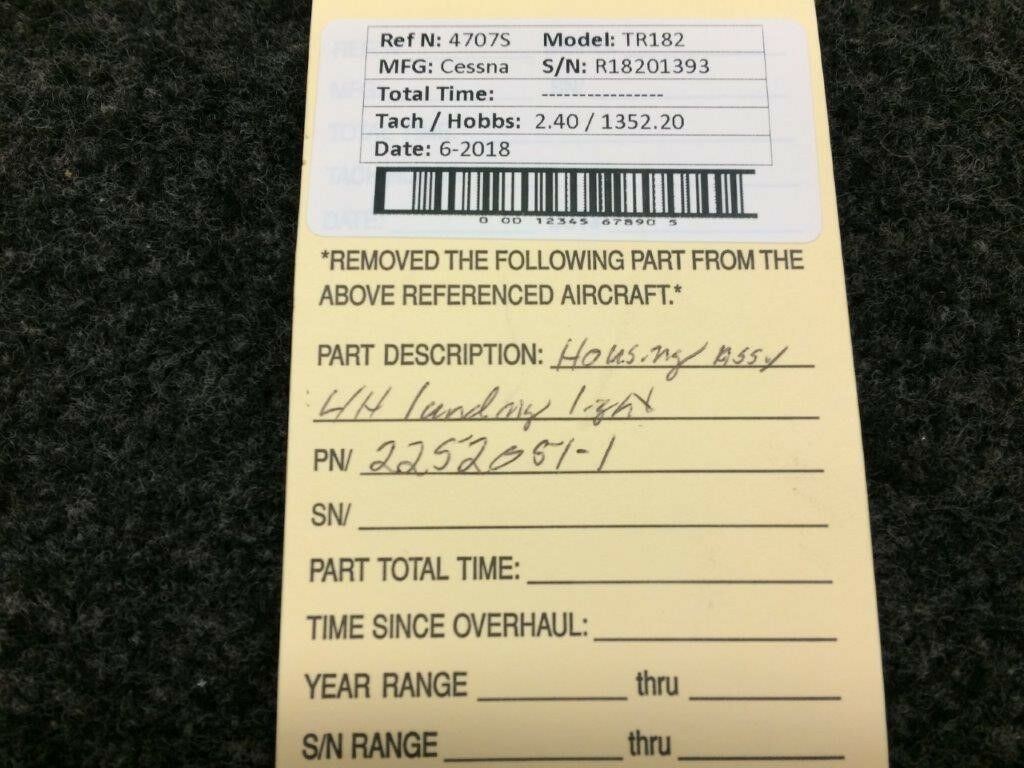 Ref N: 4707S Model: TR182
MFG: Cessna S/N: R18201393
Total Time: ----------------
Tach / Hobbs: 2.40 / 1352.20
Date: 6-2018
0 00 12345 67890 5
*REMOVED THE FOLLOWING PART FROM THE
ABOVE REFERENCED AIRCRAFT.*
PART DESCRIPTION: Housing Assy
L/H landing light
PN/ 2252051-1
SN/
PART TOTAL TIME:
TIME SINCE OVERHAUL:
YEAR RANGE thru
S/N RANGE thru